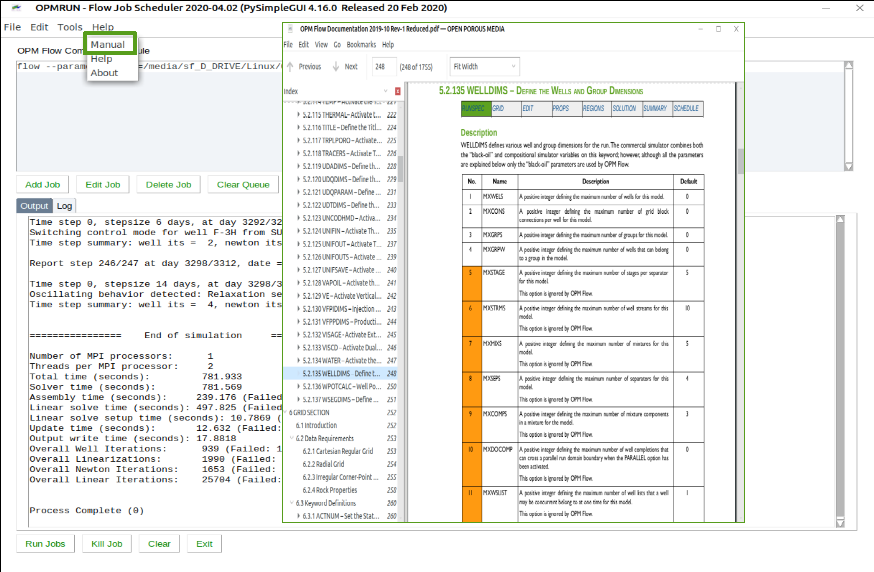 OPMRUN - Flow Job Scheduler 2020-04.02 (PySimpleGUI 4.16.0 Released 20 Feb 2020)
File Edit Tools Help
Manual
Help
About
OPM Flow Com
flow --param =/media/sf_D_DRIVE/Linux/
Add Job Edit Job Delete Job Clear Queue
Output Log
Time step 0, stepsize 6 days, at day 3292/32
Switching control mode for well F-3H from SU
Time step summary: well its = 2, newton its
Report step 246/247 at day 3298/3312, date =
Time step 0, stepsize 14 days, at day 3298/3
Oscillating behavior detected: Relaxation se
Time step summary: well its = 4, newton its
================ End of simulation ==
Number of MPI processors: 1
Threads per MPI processor: 2
Total time (seconds): 781.933
Solver time (seconds): 781.569
Assembly time (seconds): 239.176 (Failed
Linear solve time (seconds): 497.825 (Failed
Linear solve setup time (seconds): 10.7869 (
Update time (seconds): 12.632 (Failed:
Output write time (seconds): 17.8818
Overall Well Iterations: 939 (Failed: 1
Overall Linearizations: 1990 (Failed:
Overall Newton Iterations: 1653 (Failed:
Overall Linear Iterations: 25704 (Failed:
Process Complete (0)
Run Jobs Kill Job Clear Exit
OPM Flow Documentation 2019-10 Rev-1 Reduced.pdf — OPEN POROUS MEDIA
File Edit View Go Bookmarks Help
Previous Next 248 (248 of 1755) Fit Width
Index
5.2.115 THERMAL- Activate t... 222
5.2.116 TITLE – Define the Titl... 224
5.2.117 TRPLPORO – Activate... 225
5.2.118 TRACERS – Activate T... 226
5.2.119 UDADIMS – Define th... 228
5.2.120 UDQDIMS – Define th... 229
5.2.121 UDQPARAM – Define ... 231
5.2.122 UDTDIMS – Define th... 233
5.2.123 UNCODHMD – Activa... 234
5.2.124 UNIFIN – Activate Th... 235
5.2.125 UNIFOUT – Activate T... 237
5.2.126 UNIFOUTS – Activate ... 239
5.2.127 UNIFSAVE – Activate ... 240
5.2.128 VAPOIL – Activate th... 241
5.2.129 VE – Activate Vertical... 242
5.2.130 VFPIDIMS – Injection ... 243
5.2.131 VFPPDIMS – Producti... 244
5.2.132 VISAGE - Activate Ext... 245
5.2.133 VISCD - Activate Dual... 246
5.2.134 WATER - Activate the... 247
5.2.135 WELLDIMS – Define t... 248
5.2.136 WPOTCALC – Well Po... 250
5.2.137 WSEGDIMS – Define ... 251
6 GRID SECTION 252
6.1 Introduction 252
6.2 Data Requirements 253
6.2.1 Cartesian Regular Grid 253
6.2.2 Radial Grid 254
6.2.3 Irregular Corner-Point ... 255
6.2.4 Rock Properties 258
6.3 Keyword Definitions 260
6.3.1 ACTNUM – Set the Stat... 260
5.2.135 WELLDIMS – Define the Wells and Group Dimensions
RUNSPEC GRID EDIT PROPS REGIONS SOLUTION SUMMARY SCHEDULE
Description
WELLDIMS defines various well and group dimensions for the run. The commercial simulator combines both
the "black-oil" and compositional simulator variables on this keyword; however, although all the parameters
are explained below only the "black-oil" parameters are used by OPM Flow.
No. Name Description Default
1 MXWELS A positive integer defining the maximum number of wells for this model. 0
2 MXCONS A positive integer defining the maximum number of grid block 0
connections per well for this model.
3 MXGRPS A positive integer defining the maximum number of groups for this model. 0
4 MXGRPW A positive integer defining the maximum number of wells that can belong 0
to a group in the model.
5 MXSTAGE A positive integer defining the maximum number of stages per separator 5
for this model.
This option is ignored by OPM Flow.
6 MXSTRMS A positive integer defining the maximum number of well streams for this 10
model.
This option is ignored by OPM Flow.
7 MXMIXS A positive integer defining the maximum number of mixtures for this 5
model.
This option is ignored by OPM Flow.
8 MXSEPS A positive integer defining the maximum number of separators for this 4
model.
This option is ignored by OPM Flow.
9 MXCOMPS A positive integer defining the maximum number of mixture components 3
in a mixture for the model.
This option is ignored by OPM Flow.
10 MXDOCOMP A positive integer defining the maximum number of well completions that 0
can cross a parallel run domain boundary when the PARALLEL option has
been activated.
This option is ignored by OPM Flow.
11 MXWSLIST A positive integer defining the maximum number of well lists that a well 1
may be concurrent belong to at one time for this model.
This option is ignored by OPM Flow.